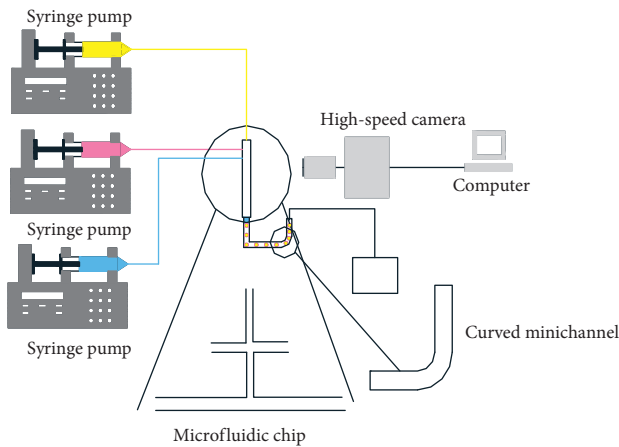 Syringe pump
Syringe pump
Syringe pump
High-speed camera
Computer
Curved minichannel
Microfluidic chip